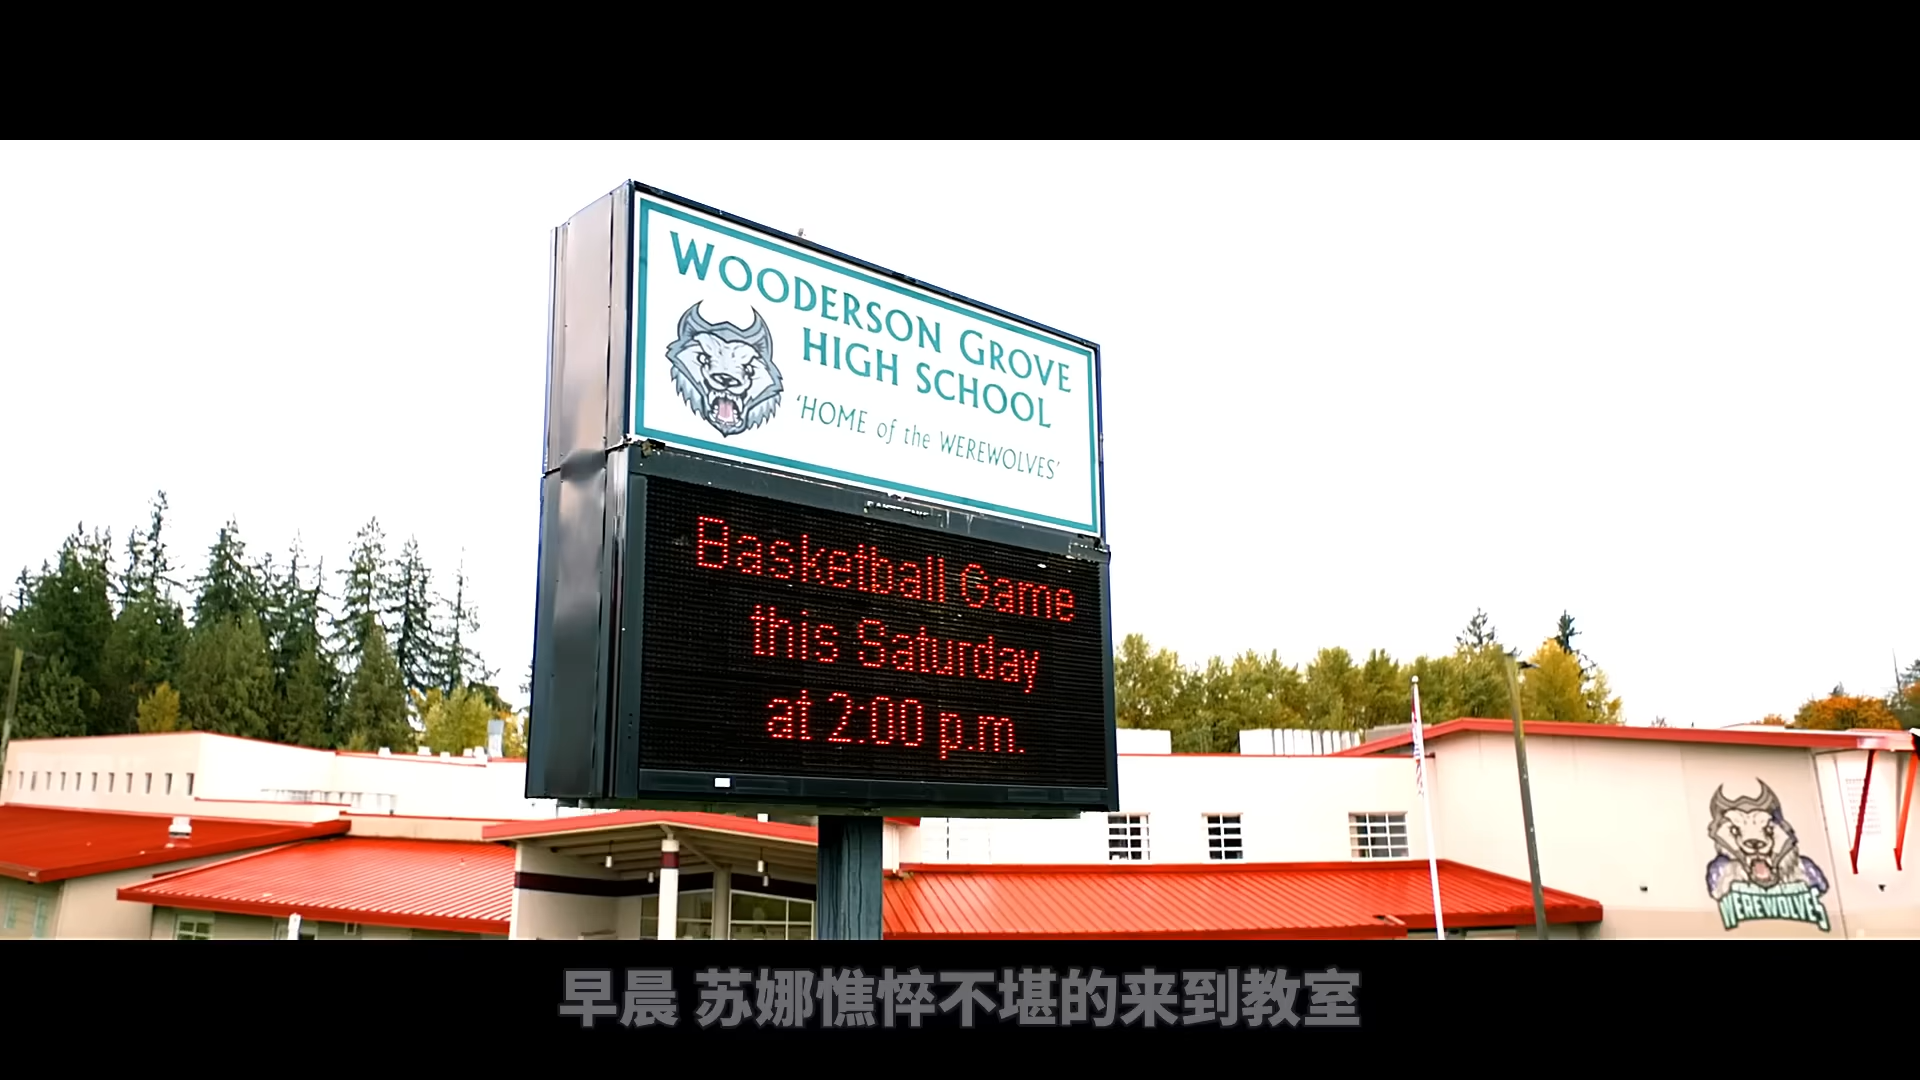 WOODERSON GROVE
HIGH SCHOOL
'HOME of the WEREWOLVES'
Basketball Game
this Saturday
at 2:00 p.m.
WEREWOLVES
早晨 苏娜憔悴不堪的来到教室